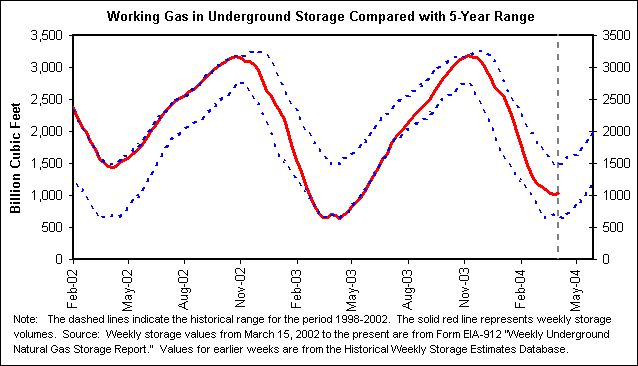 Working Gas in Underground Storage Compared with 5-Year Range
Billion Cubic Feet
3,500
3,000
2,500
2,000
1,500
1,000
500
0
3500
3000
2500
2000
1500
1000
500
0
Feb-02
May-02
Aug-02
Nov-02
Feb-03
May-03
Aug-03
Nov-03
Feb-04
May-04
Note: The dashed lines indicate the historical range for the period 1998-2002. The solid red line represents weekly storage
volumes. Source: Weekly storage values from March 15, 2002 to the present are from Form EIA-912 "Weekly Underground
Natural Gas Storage Report." Values for earlier weeks are from the Historical Weekly Storage Estimates Database.